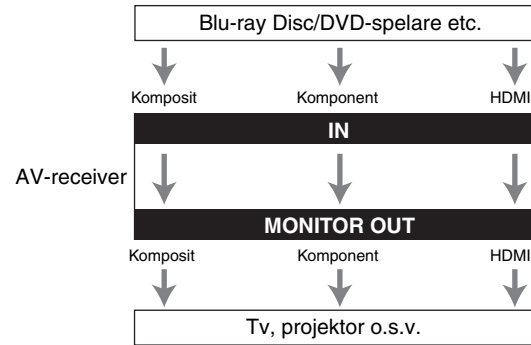 Blu-ray Disc/DVD-spelare etc.
Komposit Komponent HDMI
IN
AV-receiver
MONITOR OUT
Komposit Komponent HDMI
Tv, projektor o.s.v.